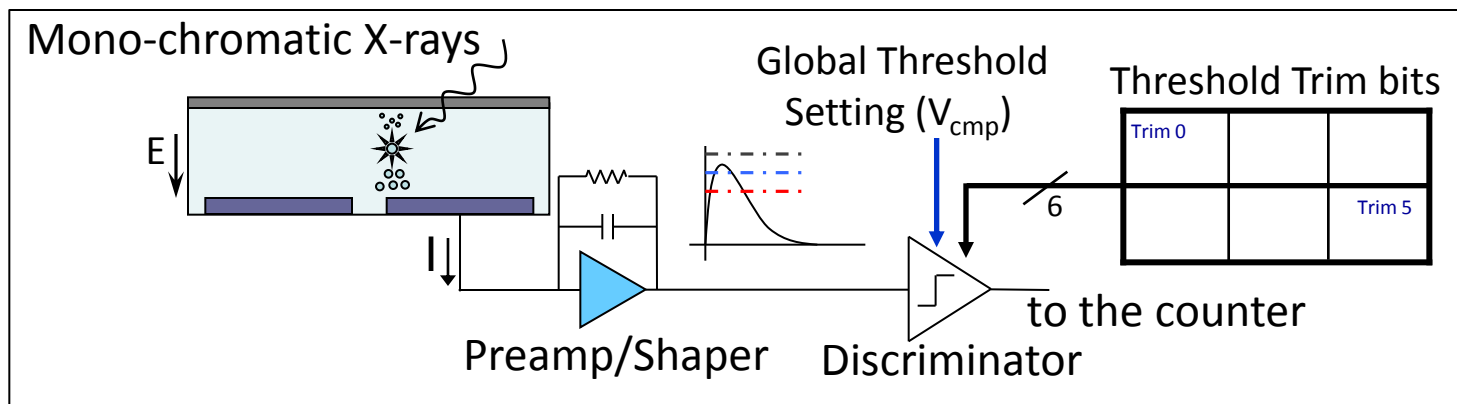 Mono-chromatic X-rays
Global Threshold
Setting (Vcmp)
Threshold Trim bits
Trim 0
E
6
Trim 5
I
to the counter
Preamp/Shaper
Discriminator